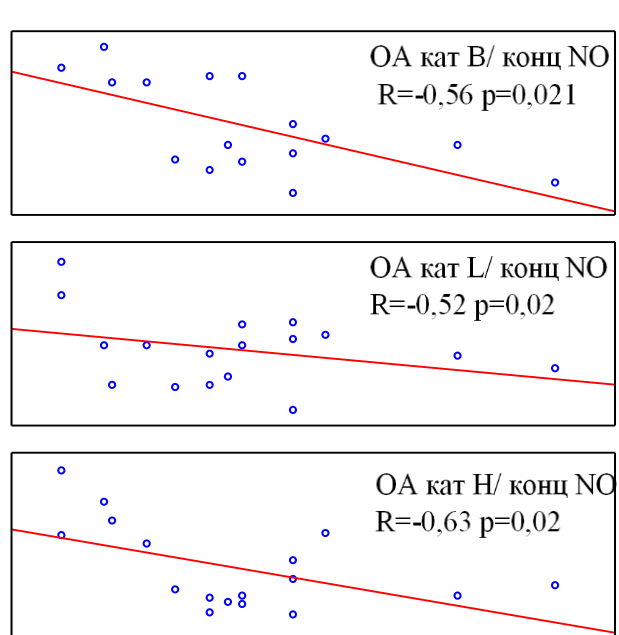 ОА кат В/ конц NO
R=-0,56 p=0,021
ОА кат L/ конц NO
R=-0,52 p=0,02
ОА кат Н/ конц NO
R=-0,63 p=0,02